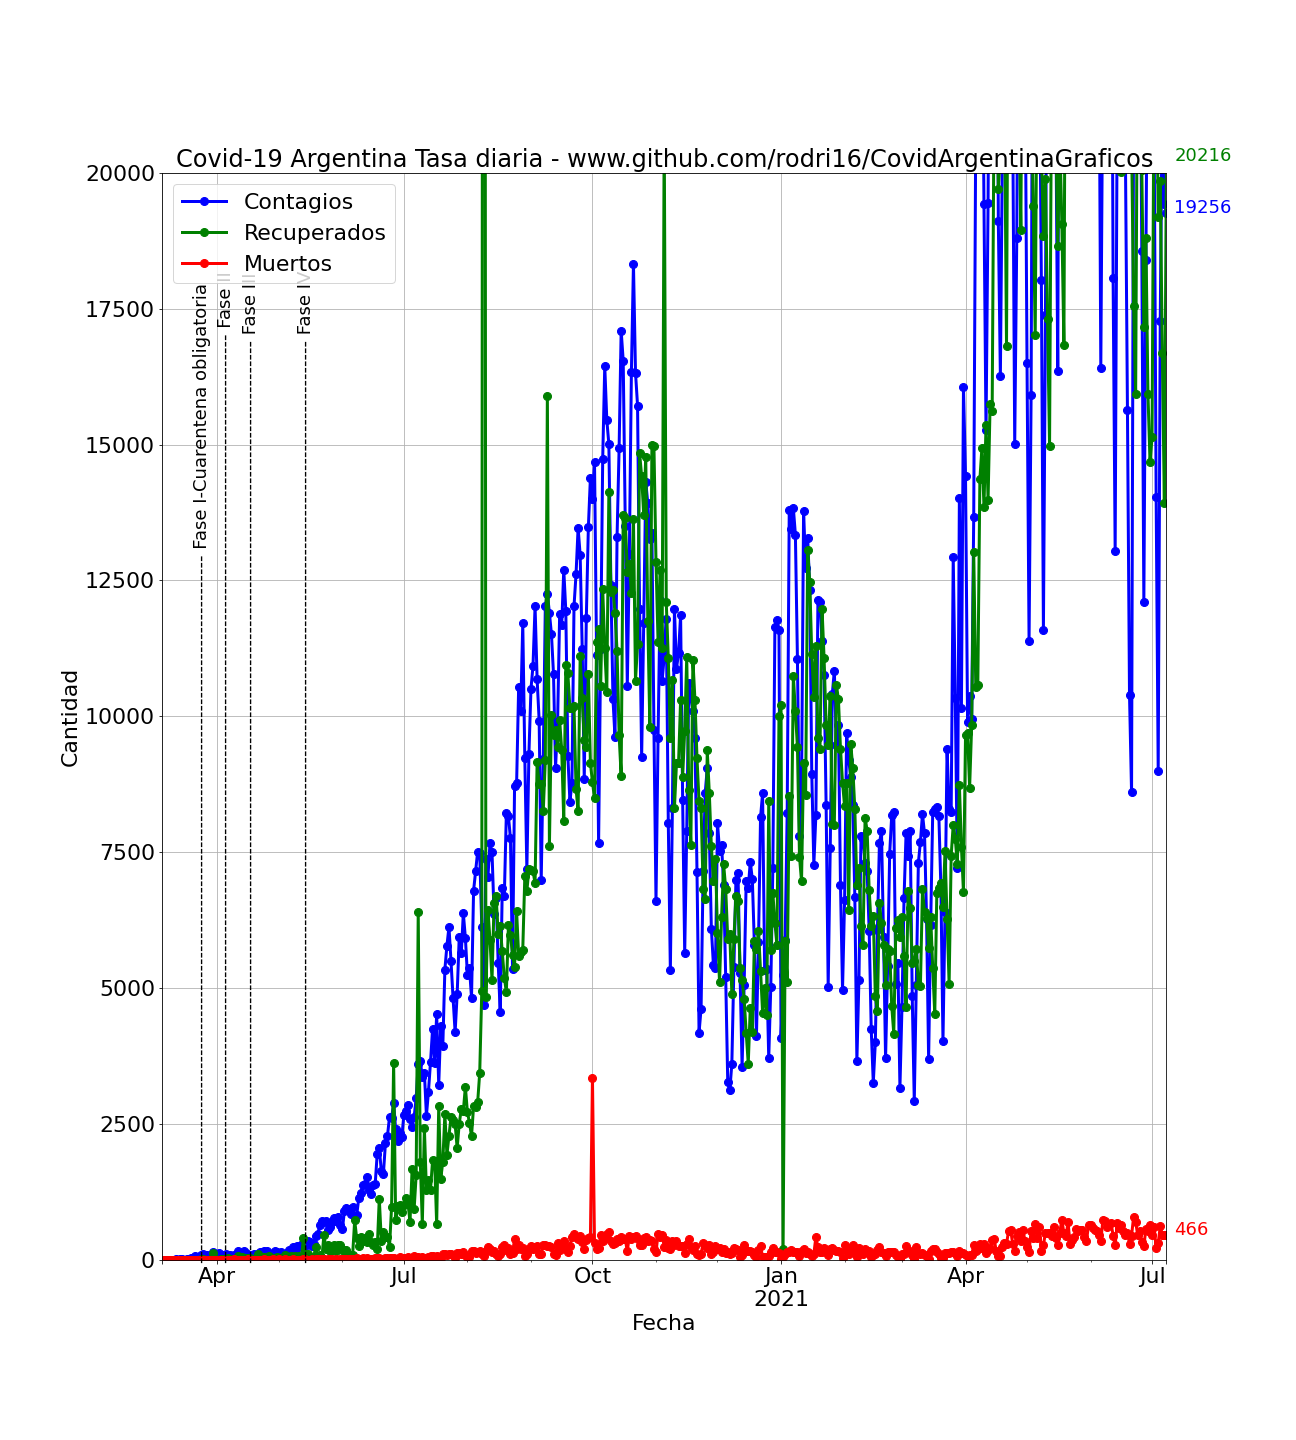 Covid-19 Argentina Tasa diaria - www.github.com/rodri16/CovidArgentinaGraficos
20216
19256
466
Contagios
Recuperados
Muertos
Fase I-Cuarentena obligatoria
Fase II
Fase III
Fase IV
Cantidad
20000
17500
15000
12500
10000
7500
5000
2500
0
Apr
Jul
Oct
Jan
2021
Apr
Jul
Fecha